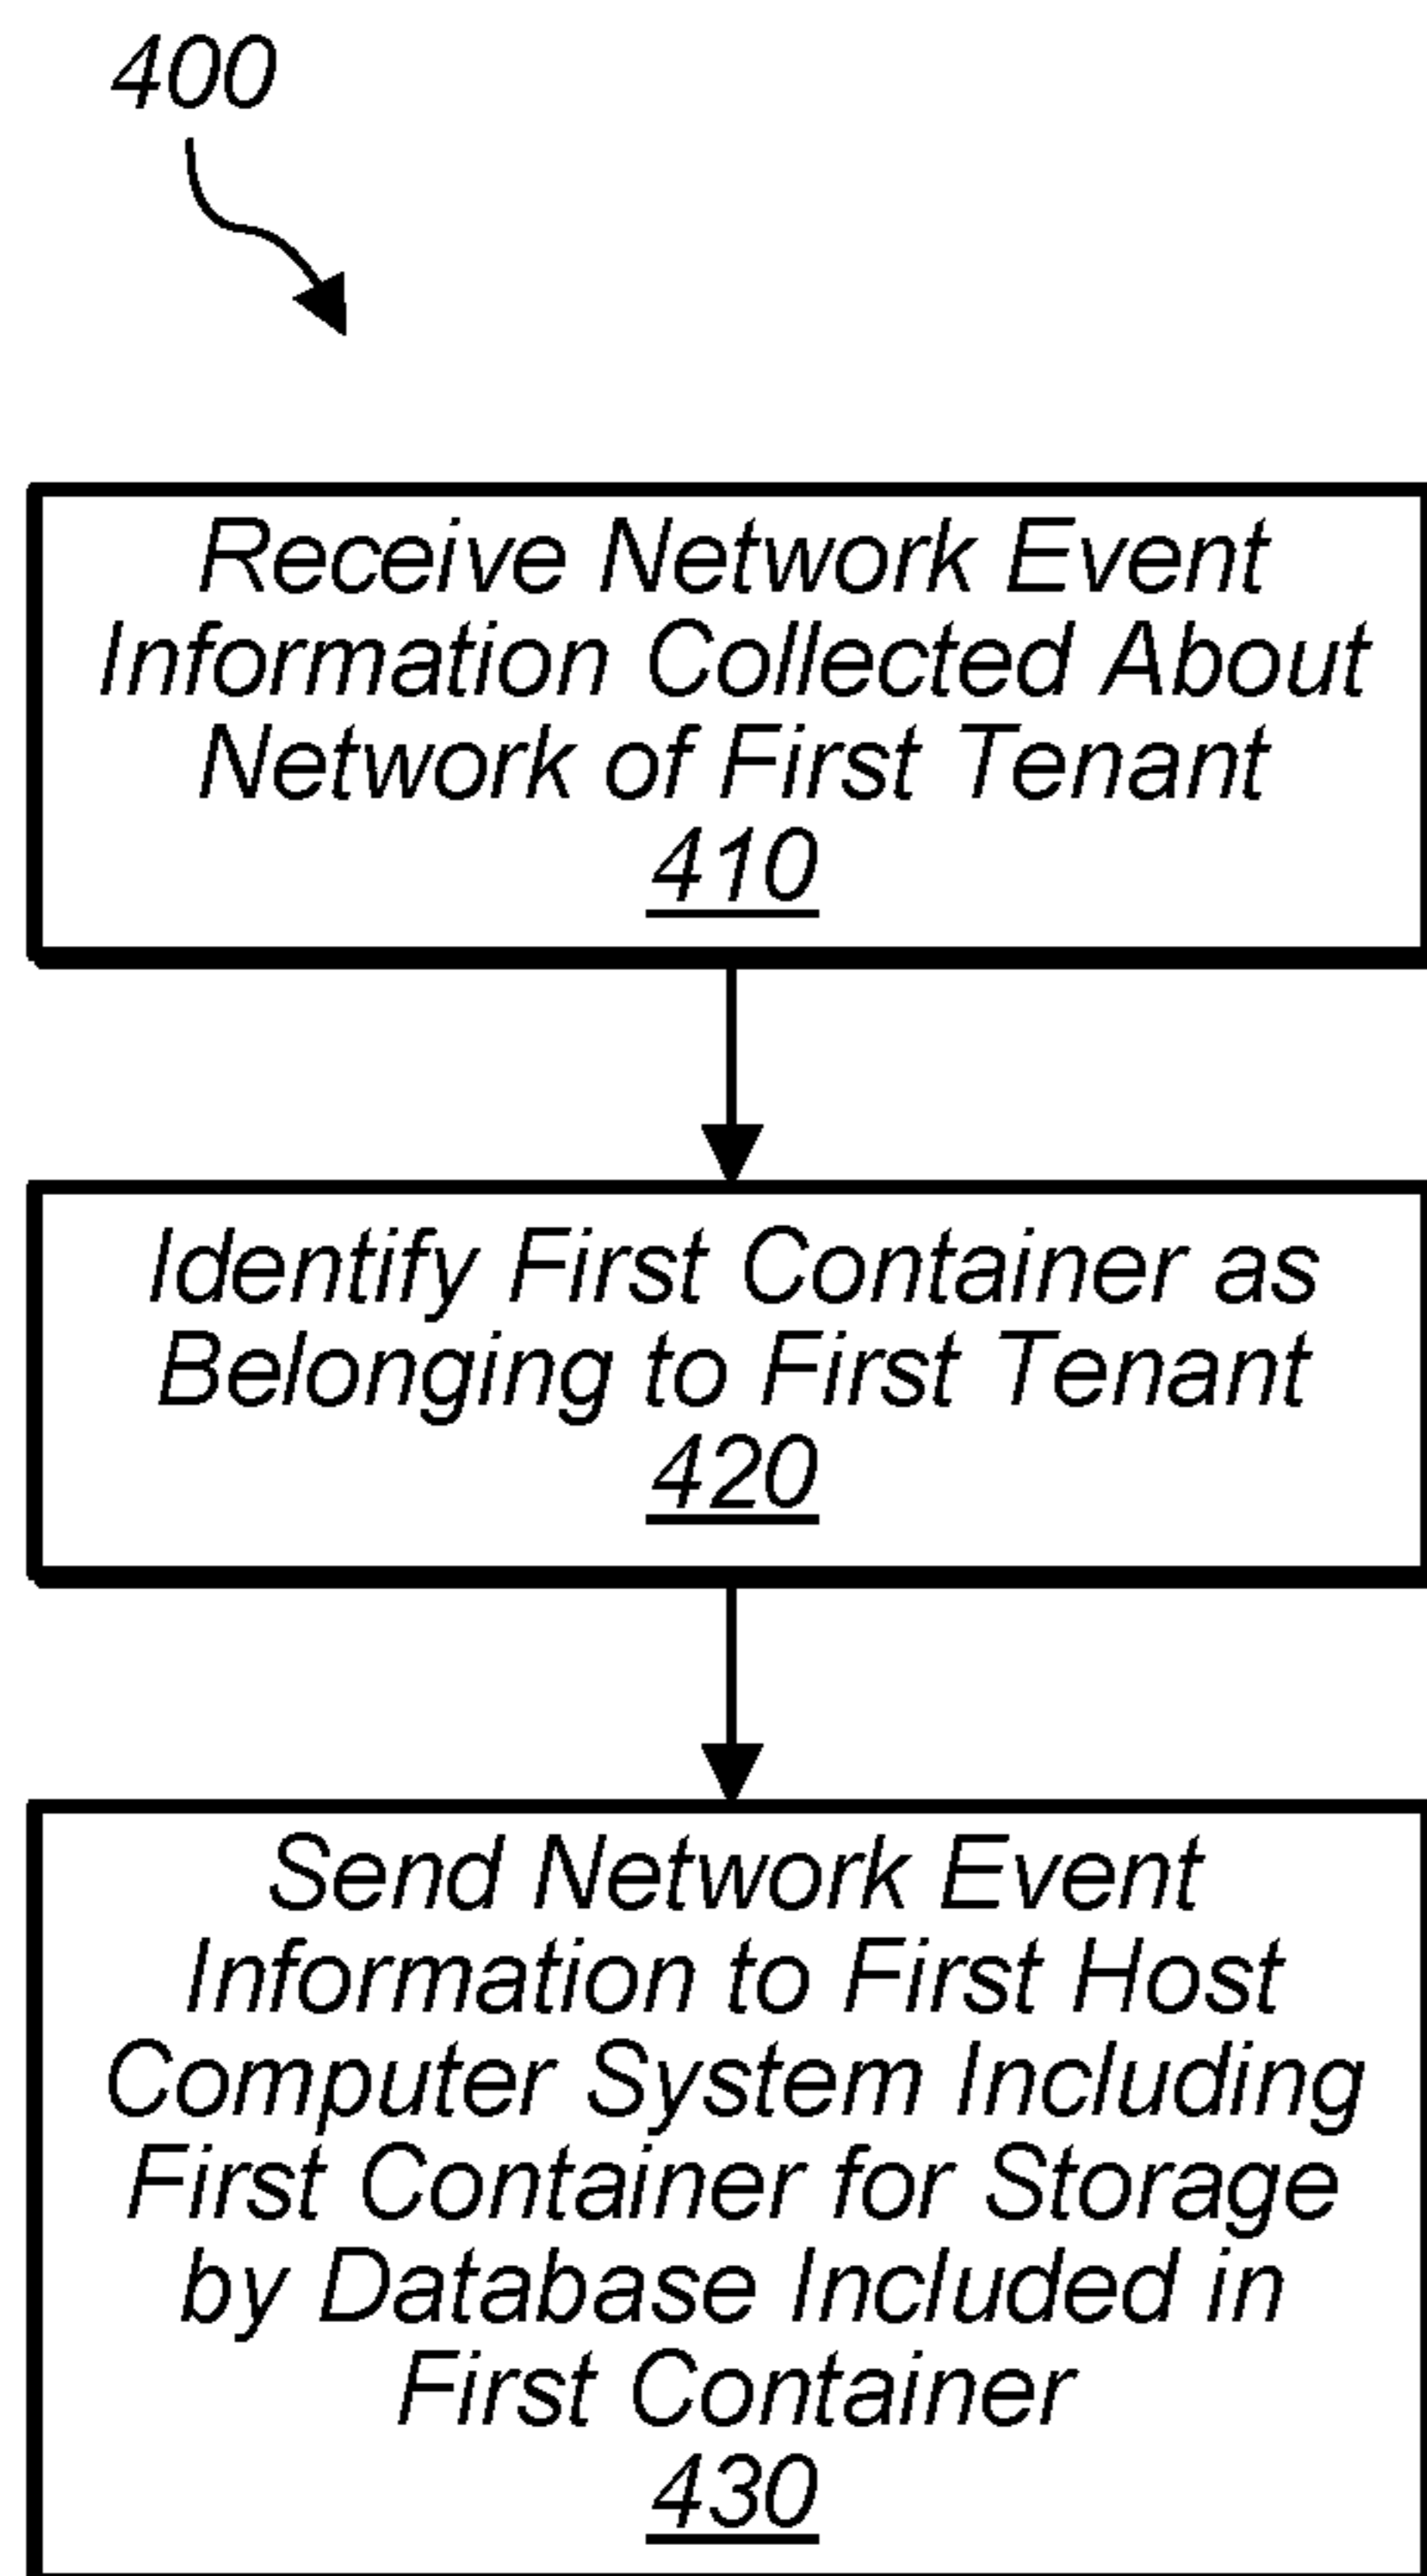 400
Receive Network Event
Information Collected About
Network of First Tenant
410
Identify First Container as
Belonging to First Tenant
420
Send Network Event
Information to First Host
Computer System Including
First Container for Storage
by Database Included in
First Container
430